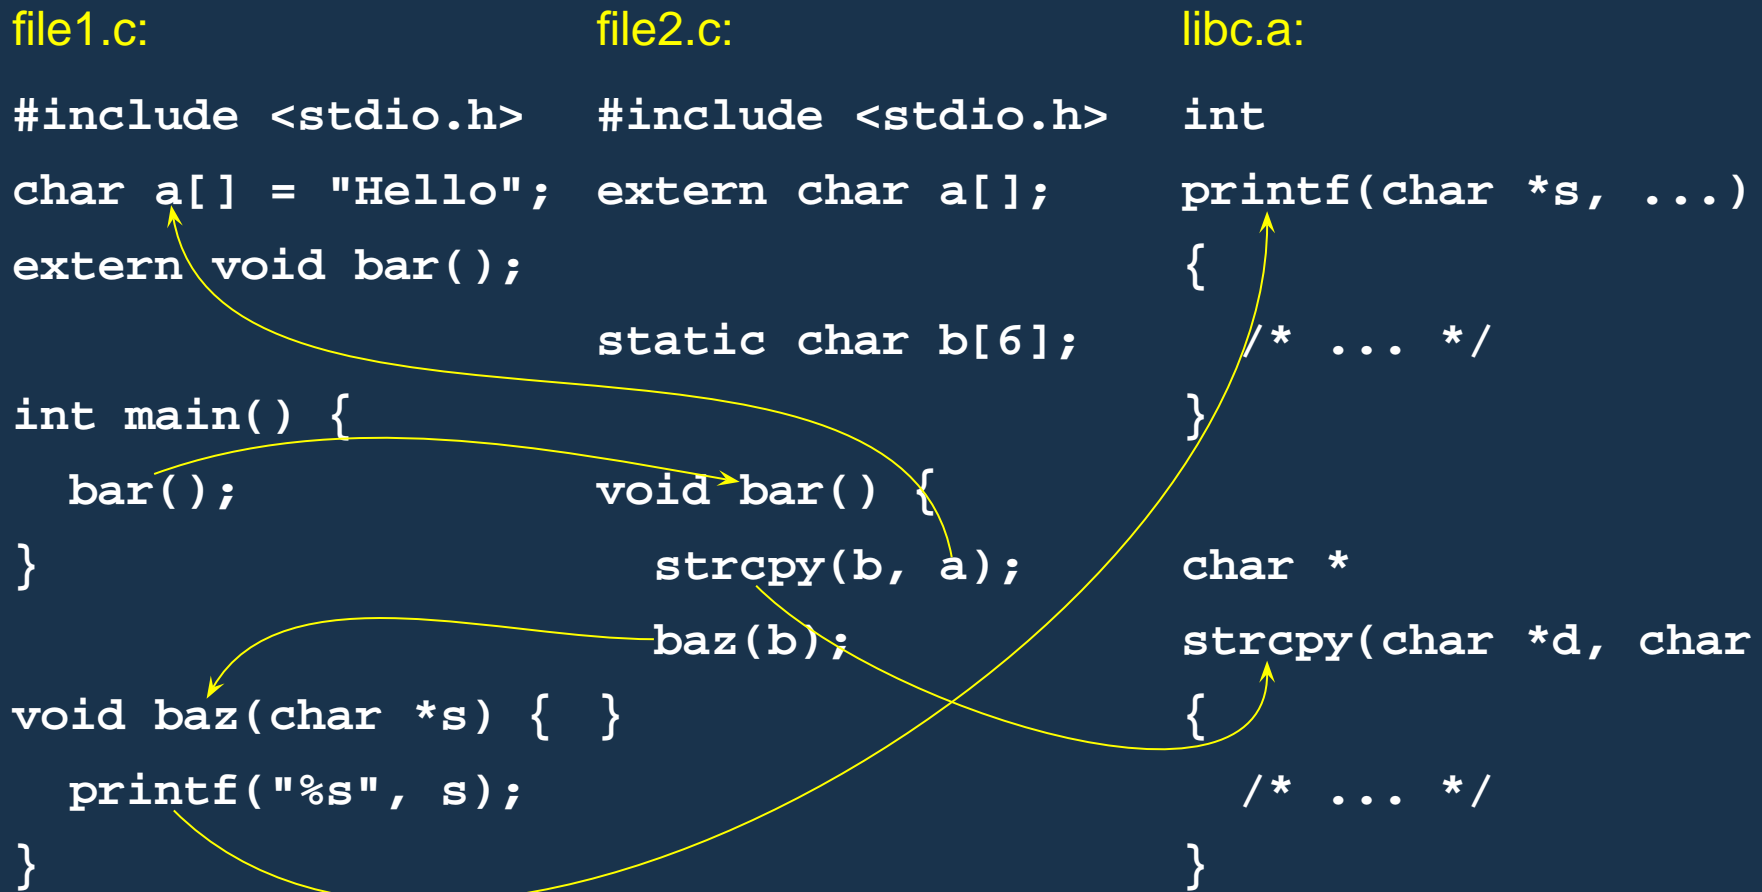 file1.c:
#include <stdio.h>
char a[] = "Hello";
extern void bar();
int main() {
  bar();
}
void baz(char *s) {
  printf("%s", s);
}
file2.c:
#include <stdio.h>
extern char a[];
static char b[6];
void bar() {
  strcpy(b, a);
  baz(b);
}
libc.a:
int
printf(char *s, ...)
{
  /* ... */
}
char *
strcpy(char *d, char
{
  /* ... */
}